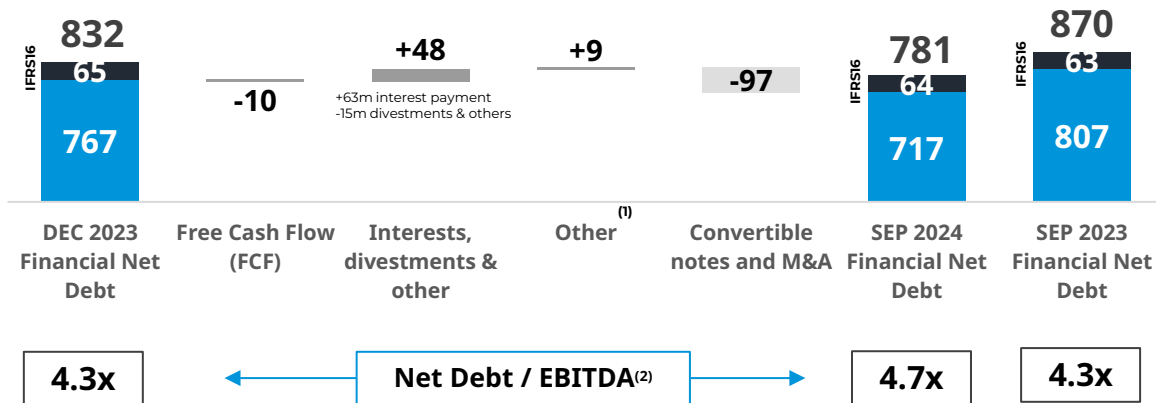 832
IFRS16
65
767
-10
+48
+63m interest payment
-15m divestments & others
+9
-97
781
IFRS16
64
717
870
IFRS16
63
807
DEC 2023
Financial Net
Debt
Free Cash Flow
(FCF)
Interests,
divestments &
other
Other (1)
Convertible
notes and M&A
SEP 2024
Financial Net
Debt
SEP 2023
Financial Net
Debt
4.3x
Net Debt / EBITDA(2)
4.7x
4.3x